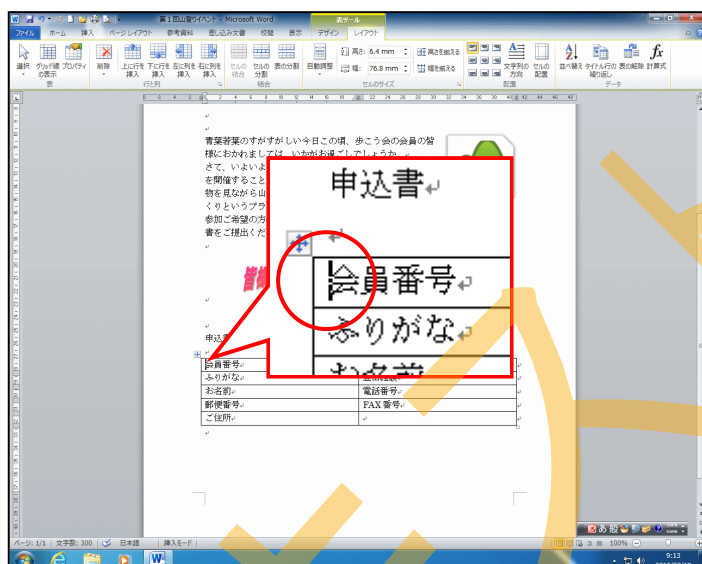 第１回山登りイベント - Microsoft Word
表ツール
ファイル ホーム 挿入 ページ レイアウト 参考資料 差し込み文書 校閲 表示 デザイン レイアウト
選択 グリッド線の表示 プロパティ 削除 上に行を挿入 下に行を挿入 左に列を挿入 右に列を挿入 セルの結合 セルの分割 表の分割 自動調整 高さ: 6.4 mm 高さを揃える 文字列の方向 セルの配置 並べ替え タイトル行の繰り返し 表の解除 計算式
幅: 76.8 mm 幅を揃える
表 行と列 結合 セルのサイズ 配置 データ
青葉若葉のすがすがしい今日この頃、歩こう会の会員の皆
様におかれましては、いかがお過ごしでしょうか。
さて、いよいよ
を開催すること
物を見ながら山
くりというプラ
参加ご希望の方
書をご提出くだ
皆様
申込書
会員番号
ふりがな
お名前
申込
会員番号
ふりがな
お名前 電話番号
郵便番号 FAX 番号
ご住所
あ 般
ページ: 1/1 文字数: 300 日本語 挿入モード 100%
9:13